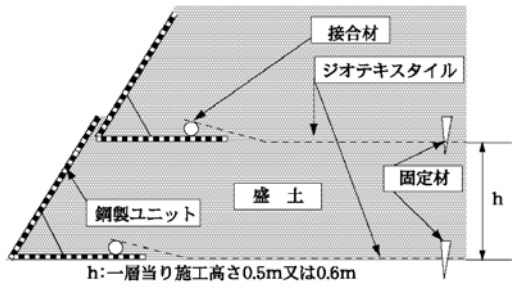 接合材
ジオテキスタイル
固定材
h
盛 土
鋼製ユニット
h:一層当り施工高さ0.5m又は0.6m